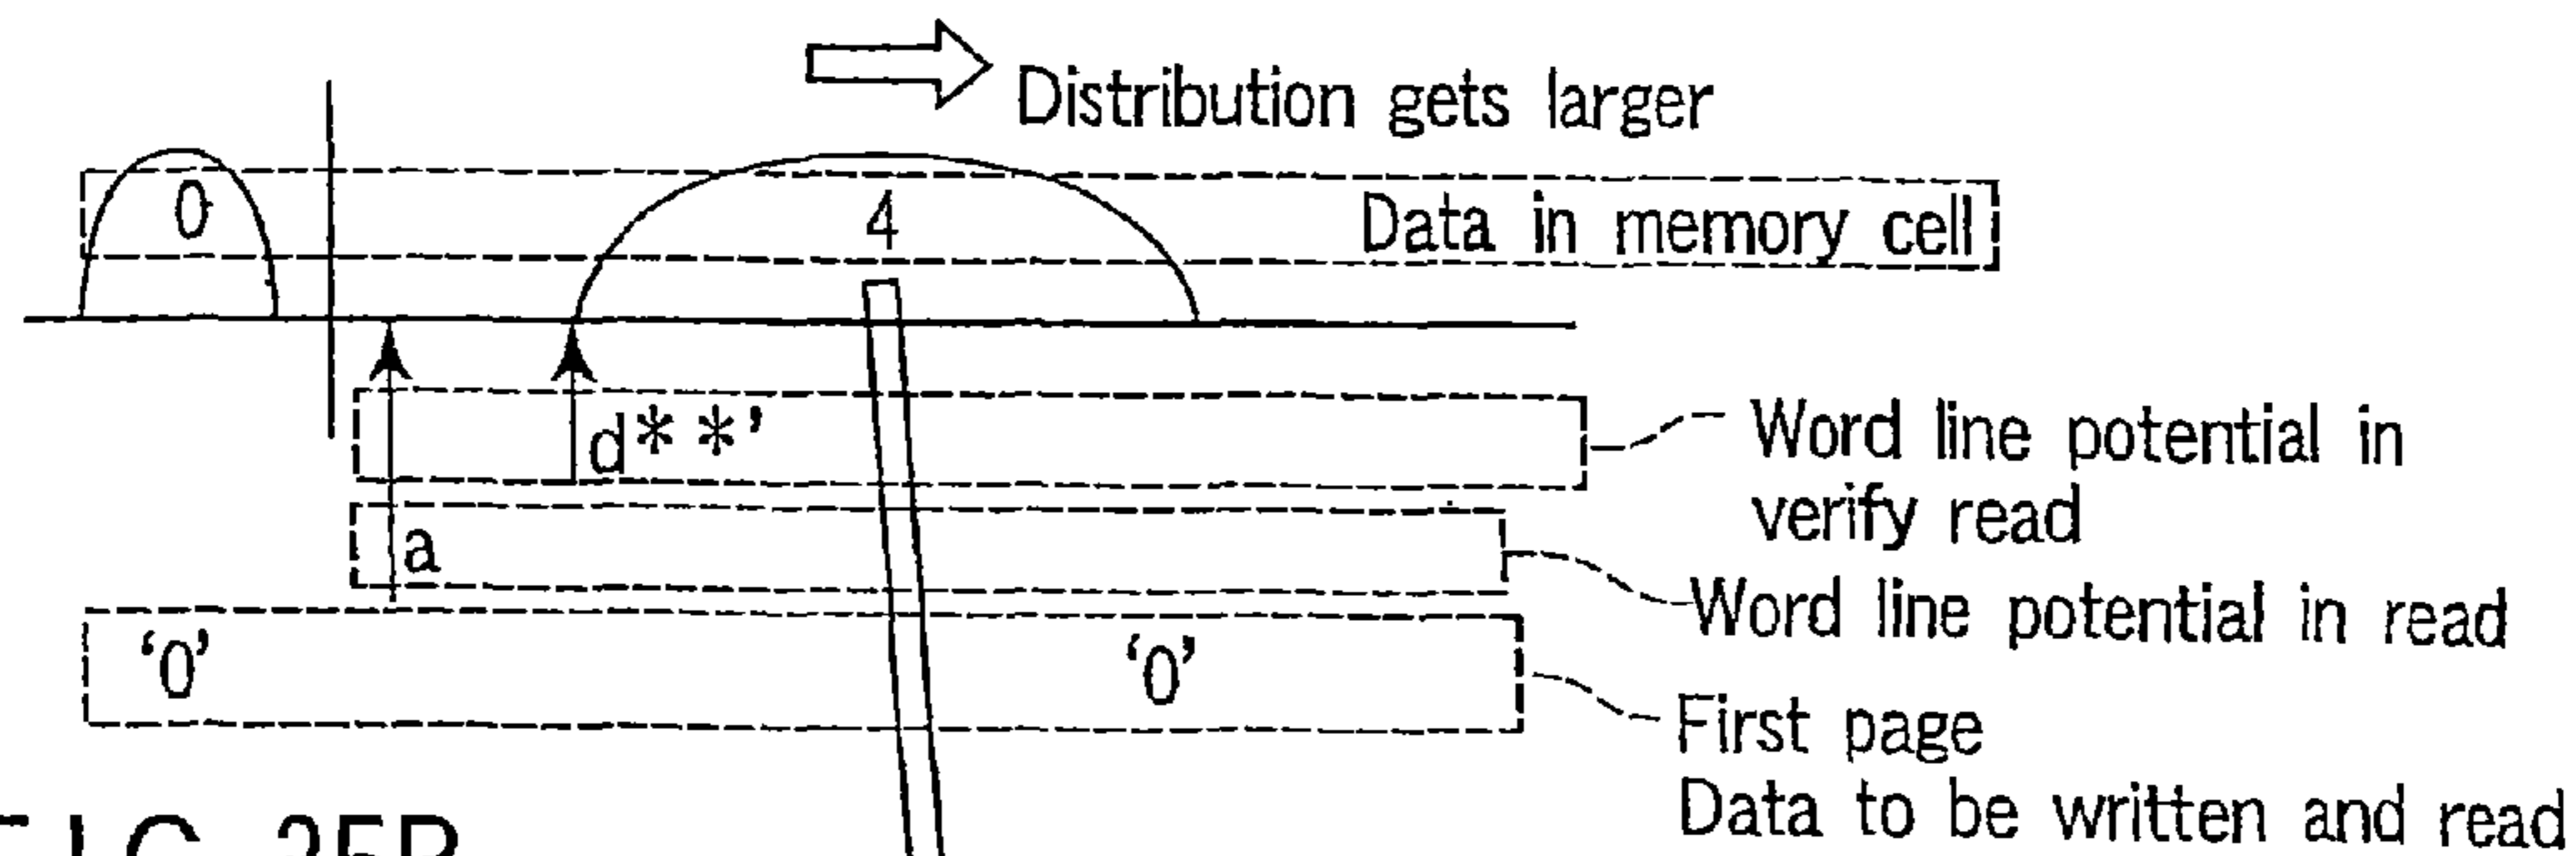 Distribution gets larger
0 4 Data in memory cell
d**' Word line potential in
verify read
a
Word line potential in read
'0' '0'
First page
Data to be written and read